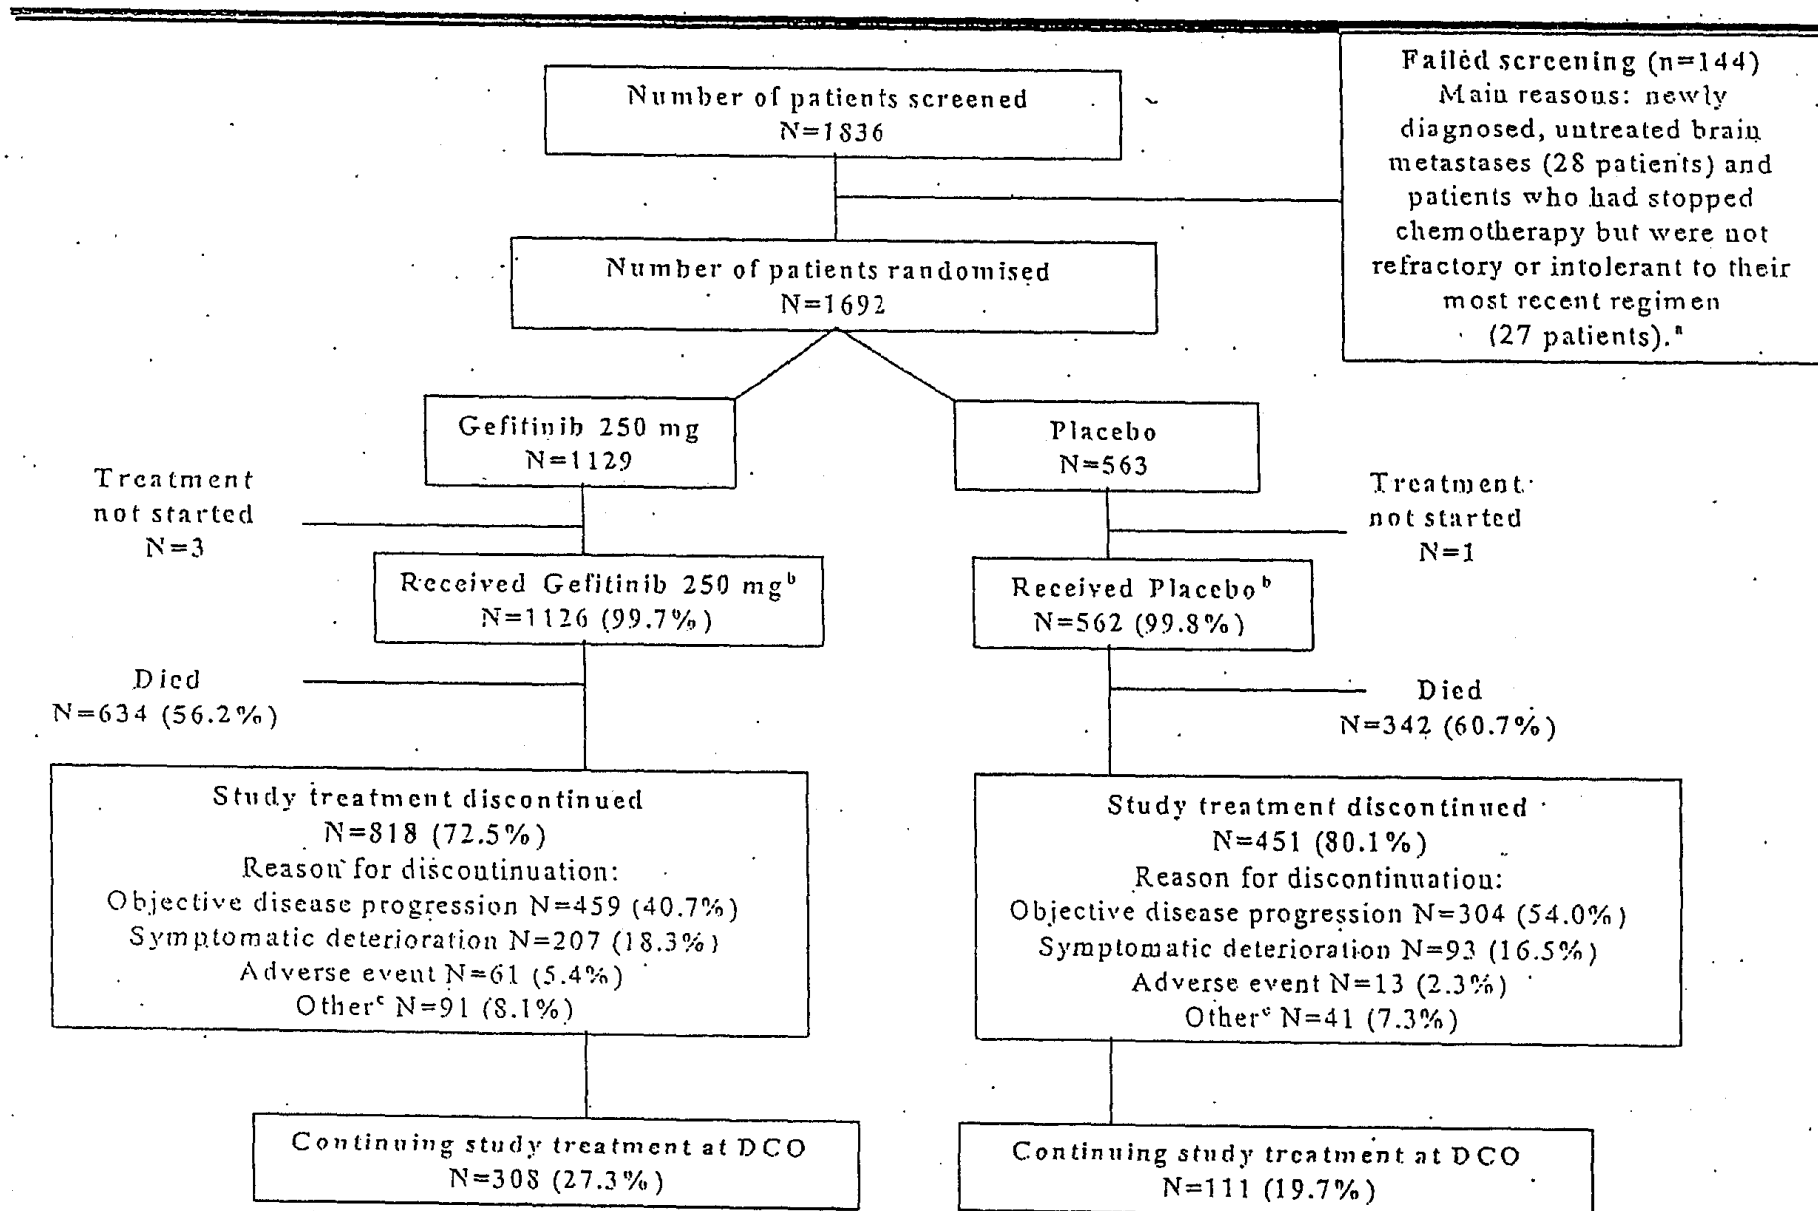 Number of patients screened
N=1836
Failed screening (n=144)
Main reasons: newly
diagnosed, untreated brain
metastases (28 patients) and
patients who had stopped
chemotherapy but were not
refractory or intolerant to their
most recent regimen
(27 patients).ᵃ
Number of patients randomised
N=1692
Gefitinib 250 mg
N=1129
Placebo
N=563
Treatment
not started
N=3
Treatment
not started
N=1
Received Gefitinib 250 mgᵇ
N=1126 (99.7%)
Received Placeboᵇ
N=562 (99.8%)
Died
N=634 (56.2%)
Died
N=342 (60.7%)
Study treatment discontinued
N=818 (72.5%)
Reason for discontinuation:
Objective disease progression N=459 (40.7%)
Symptomatic deterioration N=207 (18.3%)
Adverse event N=61 (5.4%)
Otherᶜ N=91 (8.1%)
Study treatment discontinued
N=451 (80.1%)
Reason for discontinuation:
Objective disease progression N=304 (54.0%)
Symptomatic deterioration N=93 (16.5%)
Adverse event N=13 (2.3%)
Otherᶜ N=41 (7.3%)
Continuing study treatment at DCO
N=308 (27.3%)
Continuing study treatment at DCO
N=111 (19.7%)